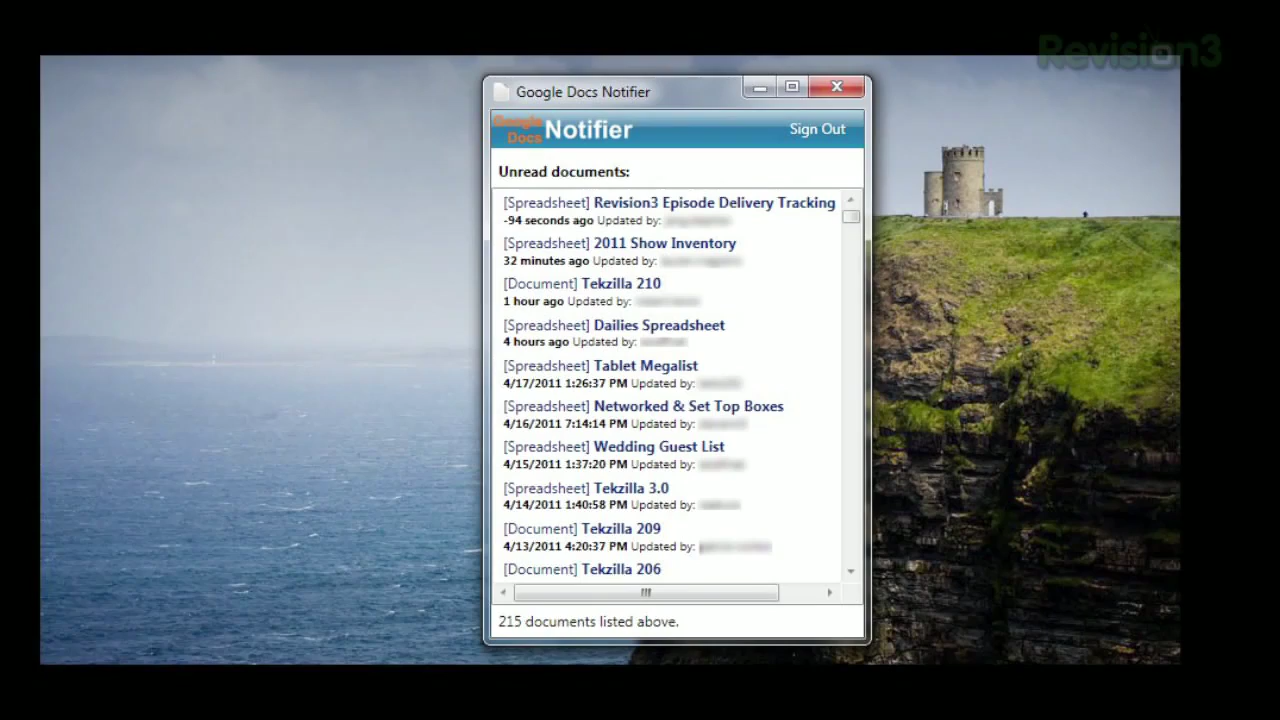 Revision3
Google Docs Notifier
Google
Docs Notifier
Sign Out
Unread documents:
[Spreadsheet] Revision3 Episode Delivery Tracking
-94 seconds ago Updated by:
[Spreadsheet] 2011 Show Inventory
32 minutes ago Updated by:
[Document] Tekzilla 210
1 hour ago Updated by:
[Spreadsheet] Dailies Spreadsheet
4 hours ago Updated by:
[Spreadsheet] Tablet Megalist
4/17/2011 1:26:37 PM Updated by:
[Spreadsheet] Networked & Set Top Boxes
4/16/2011 7:14:14 PM Updated by:
[Spreadsheet] Wedding Guest List
4/15/2011 1:37:20 PM Updated by:
[Spreadsheet] Tekzilla 3.0
4/14/2011 1:40:58 PM Updated by:
[Document] Tekzilla 209
4/13/2011 4:20:37 PM Updated by:
[Document] Tekzilla 206
215 documents listed above.